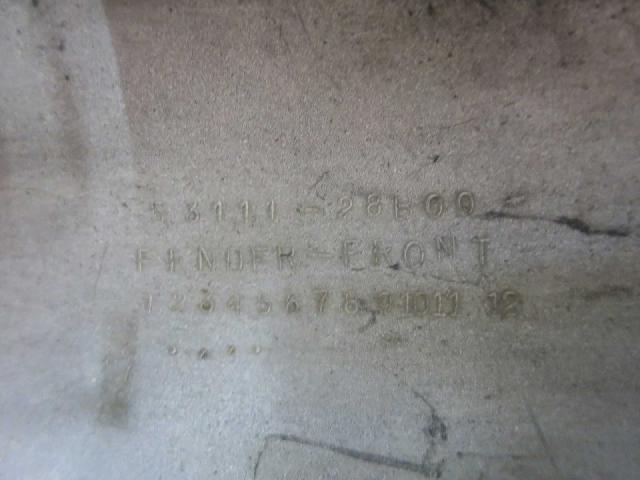 53111-28E00
FENDER-FRONT
1 2 3 4 5 6 7 8 9 10 11 12